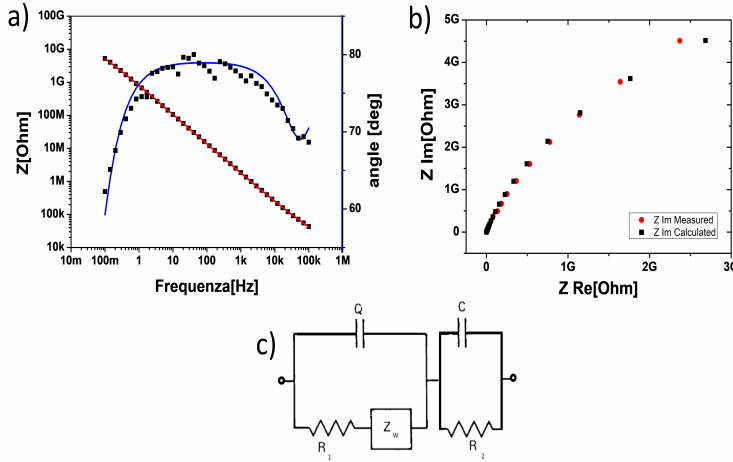 a)
10G
10G
1G
100M
10M
1M
100k
10k
Z[Ohm]
10m
100m
1
10
100
1k
10k
100k
1M
Frequenza[Hz]
80
70
60
angle [deg]
b)
5G
5G
3G
2G
1G
0
Z Im[Ohm]
0
1G
2G
3G
Z Re[Ohm]
Z Im Measured
Z Im Calculated
c)
Q
C
R1
Zw
R2